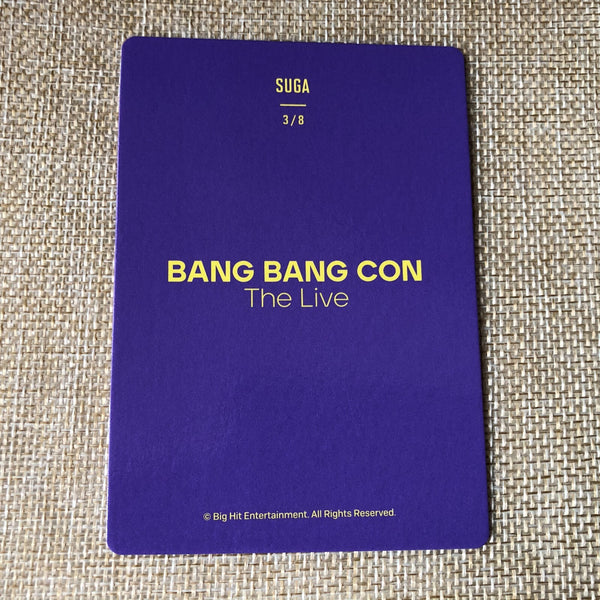 SUGA
3/8
BANG BANG CON
The Live
© Big Hit Entertainment. All Rights Reserved.